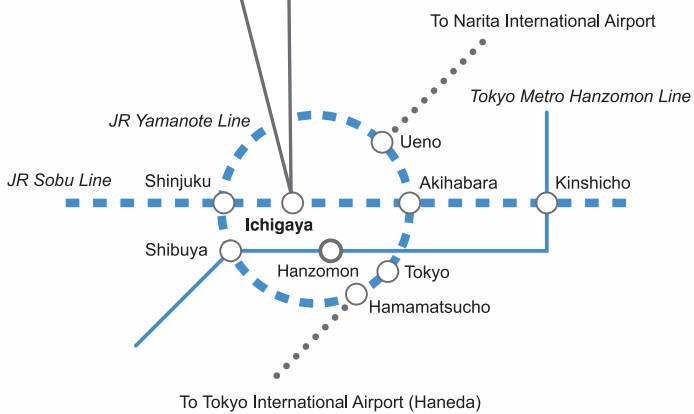 To Narita International Airport
Tokyo Metro Hanzomon Line
JR Yamanote Line
Ueno
JR Sobu Line
Shinjuku
Akihabara
Kinshicho
Ichigaya
Shibuya
Hanzomon
Tokyo
Hamamatsucho
To Tokyo International Airport (Haneda)